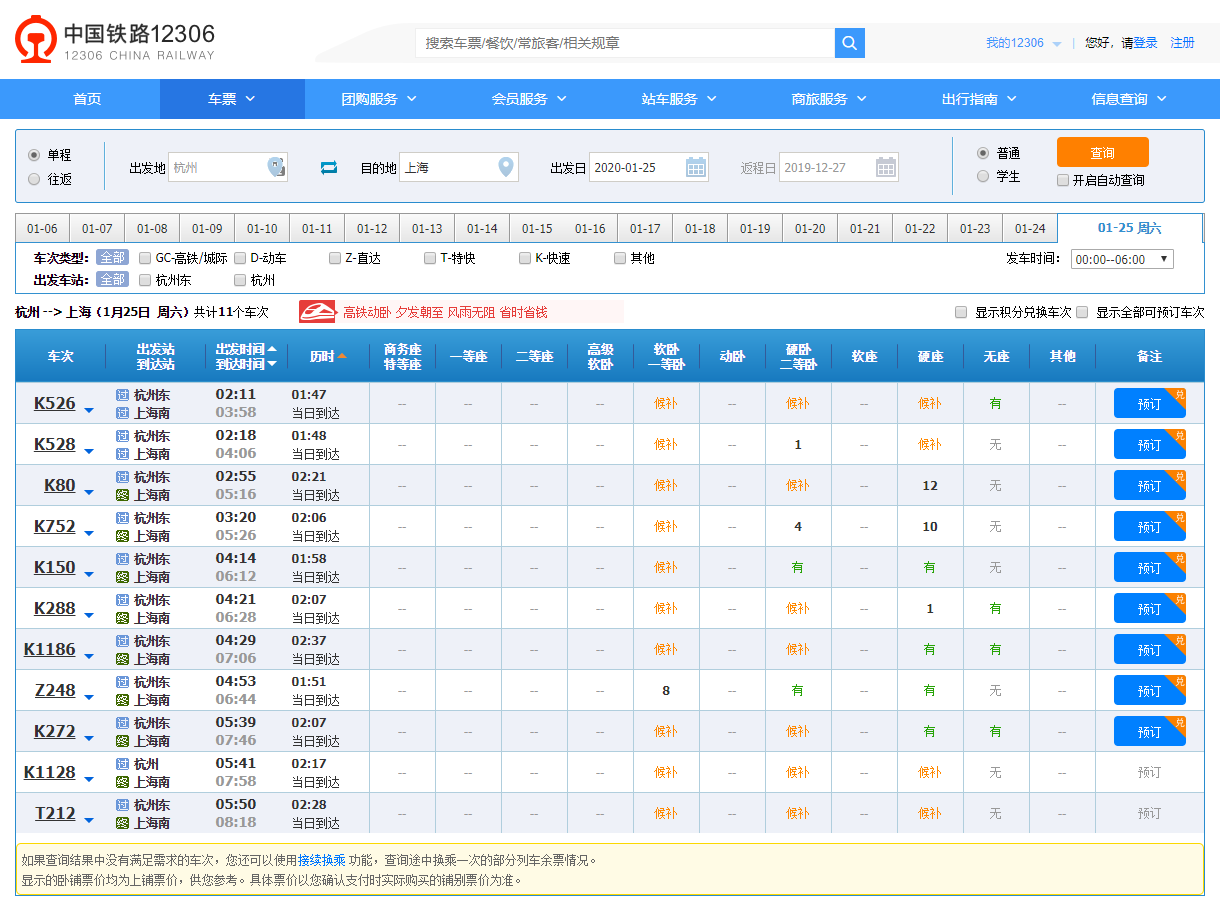 中国铁路12306
12306 CHINA RAILWAY
搜索车票/餐饮/常旅客/相关规章
我的12306 | 您好，请登录 注册
首页 车票 团购服务 会员服务 站车服务 商旅服务 出行指南 信息查询
单程
往返
出发地 杭州 目的地 上海 出发日 2020-01-25 返程日 2019-12-27
普通
学生
查询
开启自动查询
01-06 01-07 01-08 01-09 01-10 01-11 01-12 01-13 01-14 01-15 01-16 01-17 01-18 01-19 01-20 01-21 01-22 01-23 01-24 01-25 周六
车次类型: 全部 GC-高铁/城际 D-动车 Z-直达 T-特快 K-快速 其他 发车时间: 00:00--06:00
出发车站: 全部 杭州东 杭州
杭州 --> 上海（1月25日 周六）共计11个车次 高铁动卧 夕发朝至 风雨无阻 省时省钱 显示积分兑换车次 显示全部可预订车次
车次 出发站 到达站 出发时间 到达时间 历时 商务座 特等座 一等座 二等座 高级 软卧 软卧 一等卧 动卧 硬卧 二等卧 软座 硬座 无座 其他 备注
K526 过 杭州东 02:11 01:47 -- -- -- -- 候补 -- 候补 -- 候补 有 -- 预订 兑
过 上海南 03:58 当日到达
K528 过 杭州东 02:18 01:48 -- -- -- -- 候补 -- 1 -- 候补 无 -- 预订 兑
过 上海南 04:06 当日到达
K80 过 杭州东 02:55 02:21 -- -- -- -- 候补 -- 候补 -- 12 无 -- 预订 兑
终 上海南 05:16 当日到达
K752 过 杭州东 03:20 02:06 -- -- -- -- 候补 -- 4 -- 10 无 -- 预订 兑
终 上海南 05:26 当日到达
K150 过 杭州东 04:14 01:58 -- -- -- -- 候补 -- 有 -- 有 无 -- 预订 兑
终 上海南 06:12 当日到达
K288 过 杭州东 04:21 02:07 -- -- -- -- 候补 -- 候补 -- 1 有 -- 预订 兑
终 上海南 06:28 当日到达
K1186 过 杭州东 04:29 02:37 -- -- -- -- 候补 -- 候补 -- 有 有 -- 预订 兑
终 上海南 07:06 当日到达
Z248 过 杭州东 04:53 01:51 -- -- -- -- 8 -- 有 -- 有 无 -- 预订 兑
终 上海南 06:44 当日到达
K272 过 杭州东 05:39 02:07 -- -- -- -- 候补 -- 候补 -- 有 有 -- 预订 兑
终 上海南 07:46 当日到达
K1128 过 杭州 05:41 02:17 -- -- -- -- 候补 -- 候补 -- 候补 无 -- 预订
终 上海南 07:58 当日到达
T212 过 杭州东 05:50 02:28 -- -- -- -- 候补 -- 候补 -- 候补 无 -- 预订
终 上海南 08:18 当日到达
如果查询结果中没有满足需求的车次，您还可以使用接续换乘 功能，查询途中换乘一次的部分列车余票情况。
显示的卧铺票价均为上铺票价，供您参考。具体票价以您确认支付时实际购买的铺别票价为准。